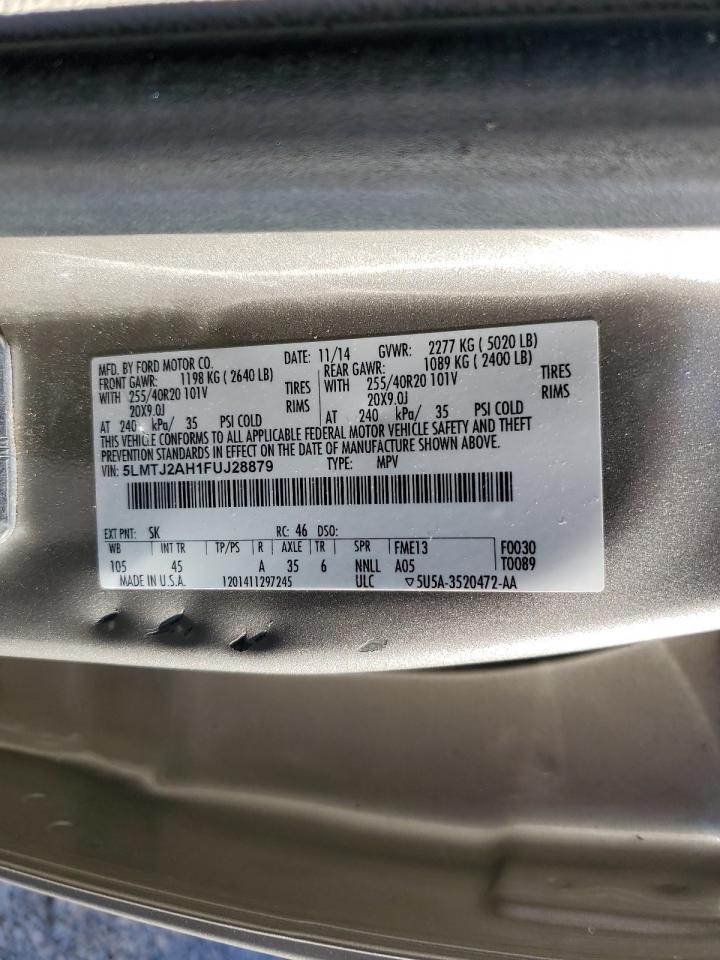 MFD. BY FORD MOTOR CO. DATE: 11/14 GVWR: 2277 KG ( 5020 LB)
FRONT GAWR: 1198 KG ( 2640 LB) REAR GAWR: 1089 KG ( 2400 LB)
WITH 255/40R20 101V TIRES WITH 255/40R20 101V TIRES
20X9.0J RIMS 20X9.0J RIMS
AT 240 kPa/ 35 PSI COLD AT 240 kPa/ 35 PSI COLD
THIS VEHICLE CONFORMS TO ALL APPLICABLE FEDERAL MOTOR VEHICLE SAFETY AND THEFT
PREVENTION STANDARDS IN EFFECT ON THE DATE OF MANUFACTURE SHOWN ABOVE.
VIN: 5LMTJ2AH1FUJ28879 TYPE: MPV
EXT PNT: SK RC: 46 DSO:
WB INT TR TP/PS R AXLE TR SPR FME13 F0030
105 45 A 35 6 NNLL A05 T0089
MADE IN U.S.A. 1201411297245 ULC ▽5U5A-3520472-AA